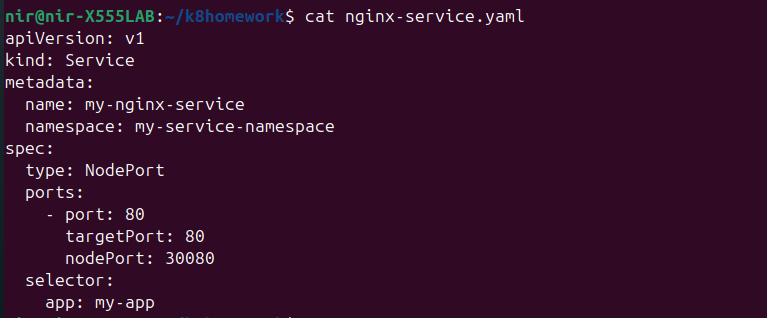 nir@nir-X555LAB:~/k8homework$ cat nginx-service.yaml
apiVersion: v1
kind: Service
metadata:
  name: my-nginx-service
  namespace: my-service-namespace
spec:
  type: NodePort
  ports:
    - port: 80
      targetPort: 80
      nodePort: 30080
  selector:
    app: my-app